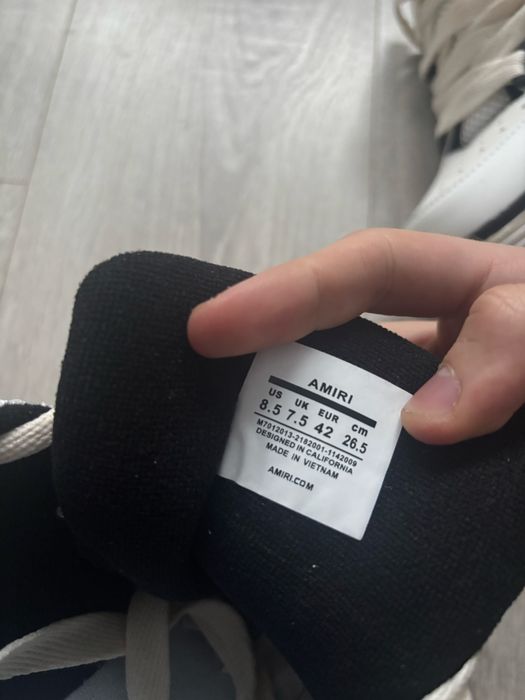 AMIRI
US UK EUR cm
8.5 7.5 42 26.5
M7012013-2182001-1142009
DESIGNED IN CALIFORNIA
MADE IN VIETNAM
AMIRI.COM